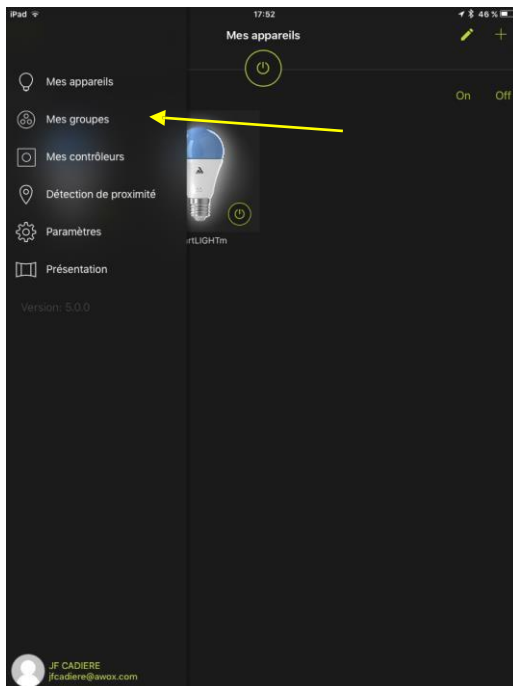 iPad 17:52 46 %
Mes appareils
Mes appareils
On Off
Mes groupes
Mes contrôleurs
Détection de proximité
Paramètres
rtLIGHTm
Présentation
Version: 5.0.0
JF CADIERE
jfcadiere@awox.com